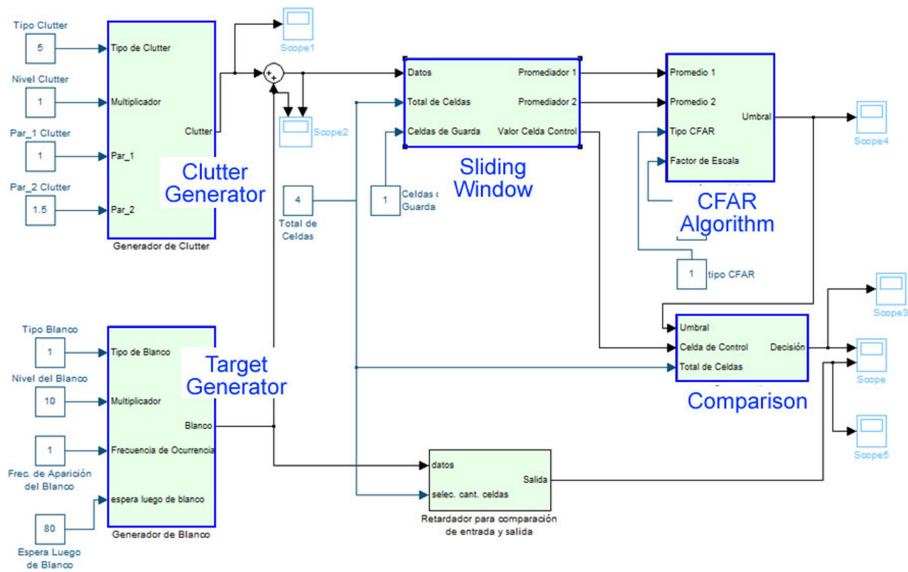 Tipo Clutter
5
Nivel Clutter
1
Par_1 Clutter
1
Par_2 Clutter
1.5
Tipo de Clutter
Multiplicador
Par_1
Par_2
Clutter
Clutter
Generator
Generador de Clutter
Scope1
Scope2
4
Total de
Celdas
Datos
Total de Celdas
Celdas de Guarda
Promediador 1
Promediador 2
Valor Celda Control
Sliding
Window
1
Celdas
Guarda
Promedio 1
Promedio 2
Tipo CFAR
Factor de Escala
Umbral
CFAR
Algorithm
1
tipo CFAR
Scope4
Tipo Blanco
1
Nivel del Blanco
10
1
Frec. de Aparición
del Blanco
80
Espera Luego
de Blanco
Tipo de Blanco
Multiplicador
Frecuencia de Ocurrencia
espera luego de blanco
Blanco
Target
Generator
Generador de Blanco
Umbral
Celda de Control
Total de Celdas
Decisión
Comparison
Scope3
Scope
Scope5
datos
selec. cant. celdas
Salida
Retardador para comparación
de entrada y salida